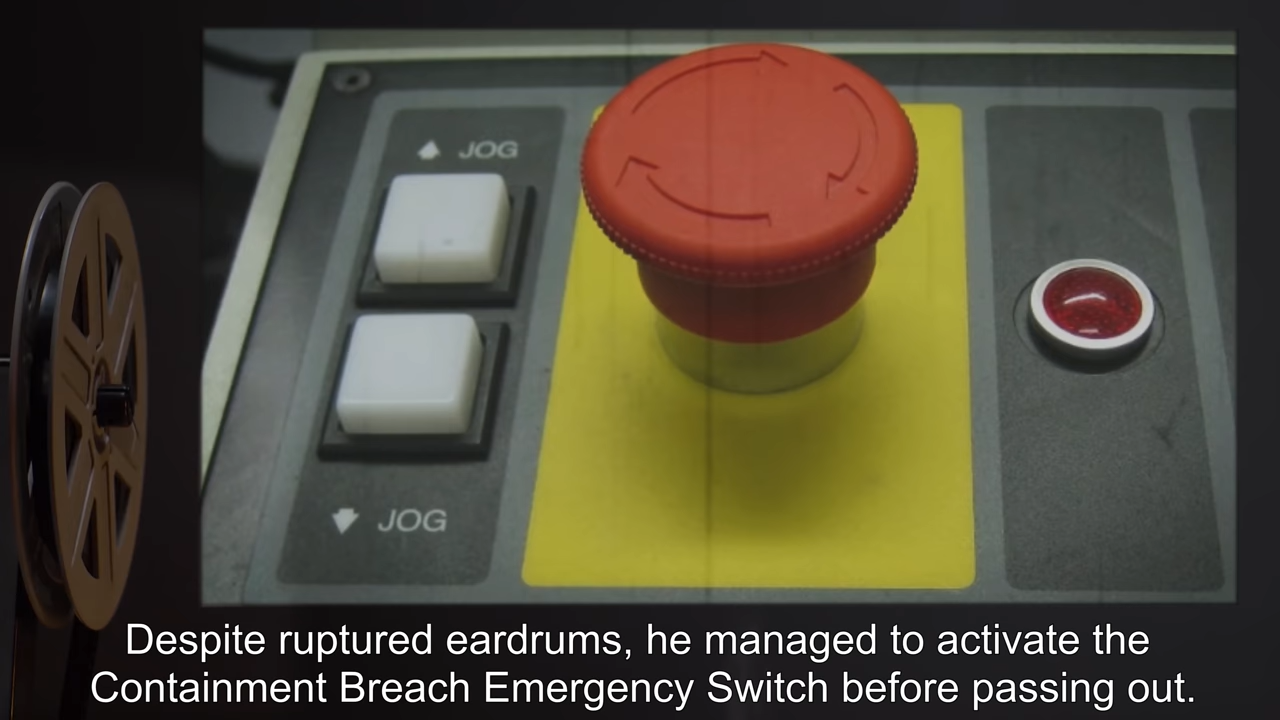 JOG
JOG
Despite ruptured eardrums, he managed to activate the
Containment Breach Emergency Switch before passing out.